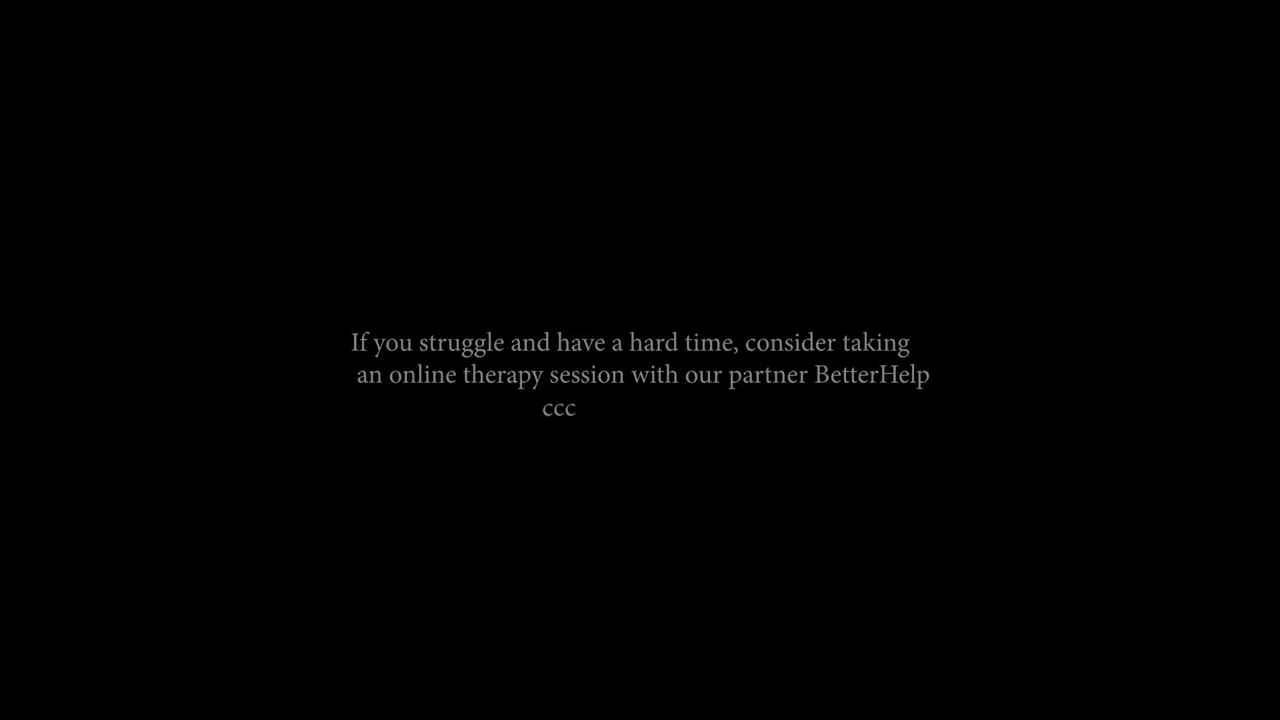 If you struggle and have a hard time, consider taking
an online therapy session with our partner BetterHelp
ccc